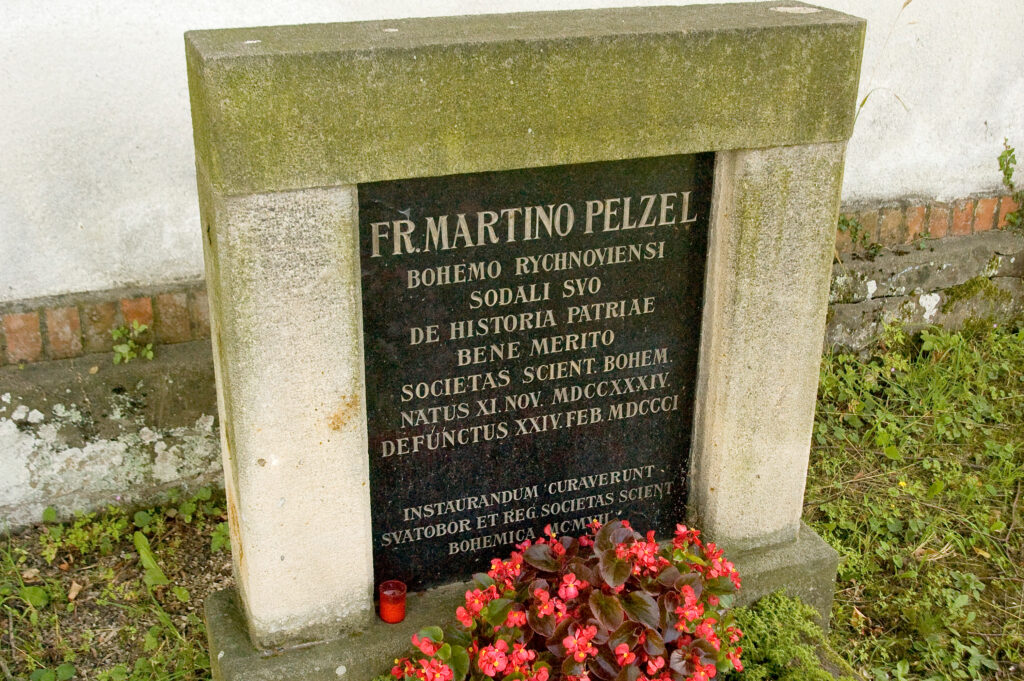 FR. MARTINO PELZEL
BOHEMO RYCHNOVIENSI
SODALI SVO
DE HISTORIA PATRIAE
BENE MERITO
SOCIETAS SCIENT. BOHEM.
NATUS XI. NOV. MDCCXXXIV.
DEFUNCTUS XXIV. FEB. MDCCCI
INSTAURANDUM CURAVERUNT
SVATOBOR ET REG. SOCIETAS SCIENT.
BOHEMICA